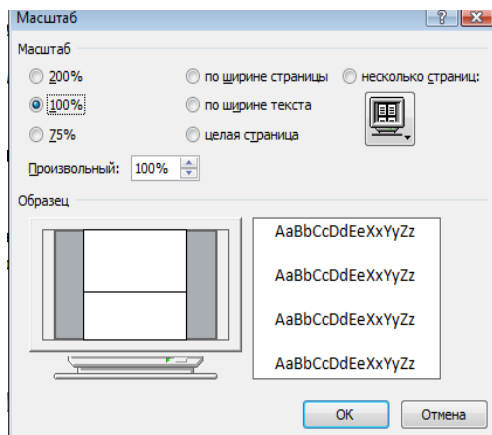 Масштаб
Масштаб
200% по ширине страницы несколько страниц:
100% по ширине текста
75% целая страница
Произвольный: 100%
Образец
AaBbCcDdEeXxYyZz
AaBbCcDdEeXxYyZz
AaBbCcDdEeXxYyZz
AaBbCcDdEeXxYyZz
ОК Отмена